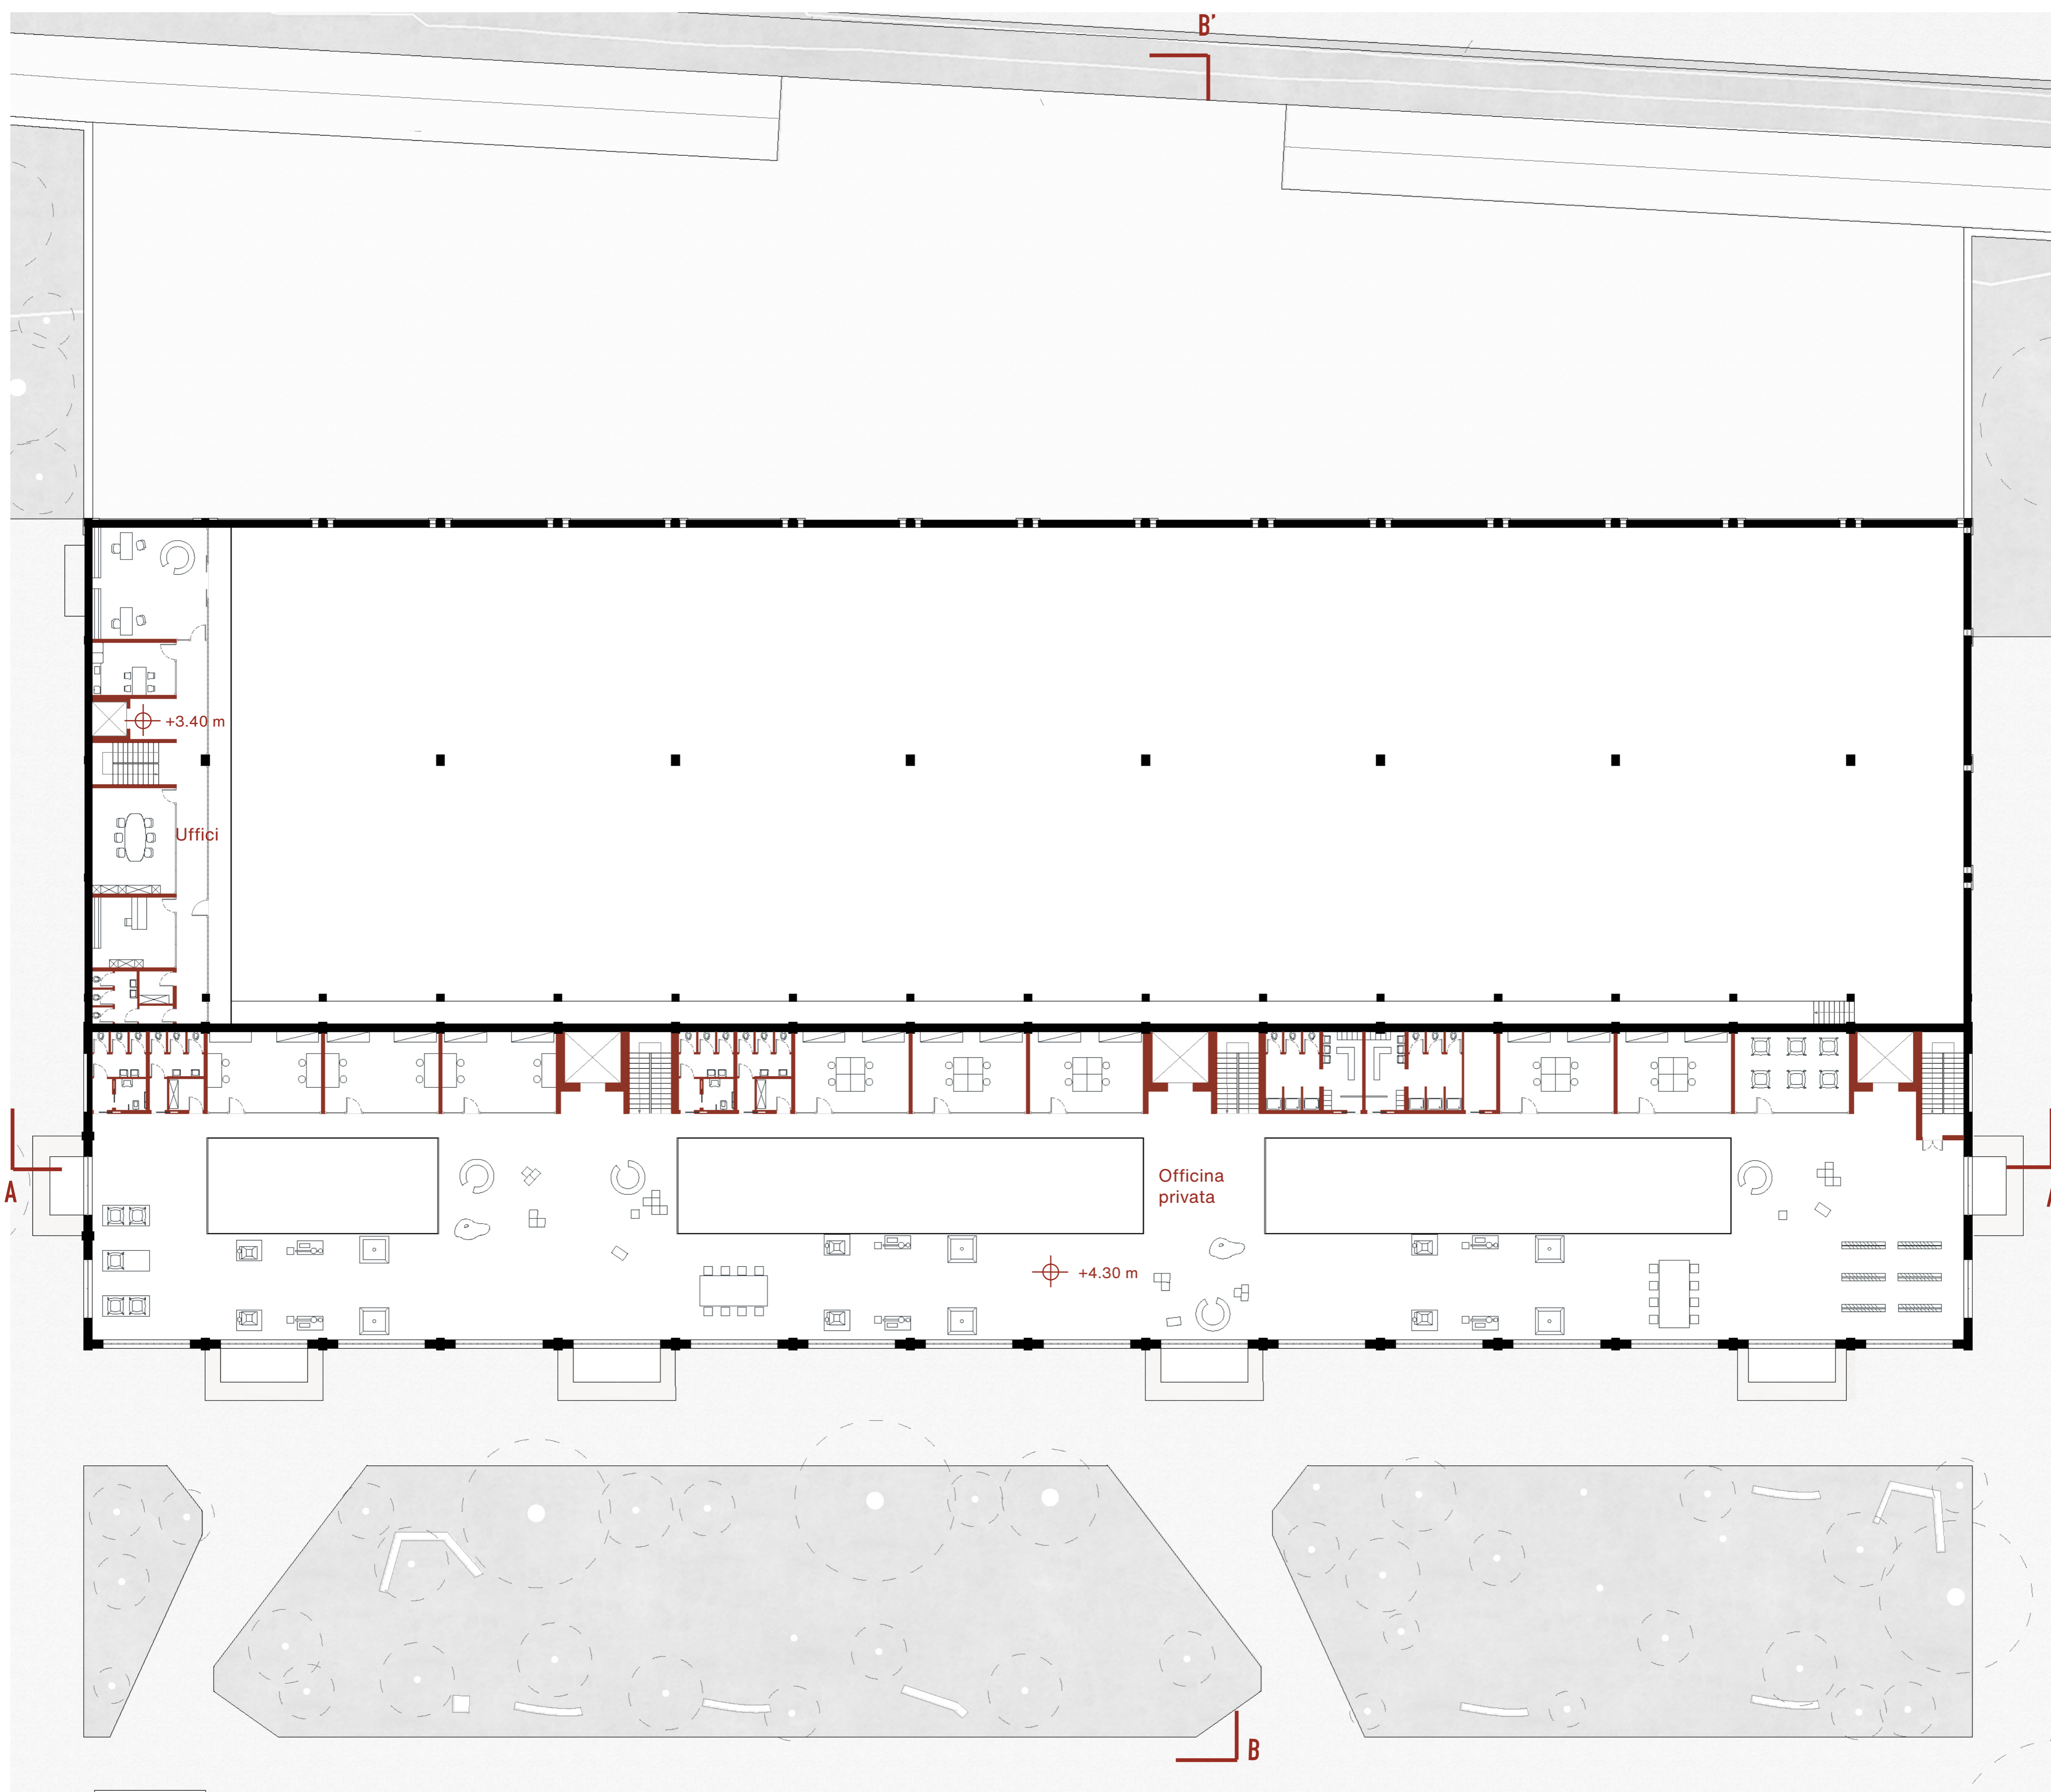 B'
+3.40 m
Uffici
Officina
privata
A
+4.30 m
B